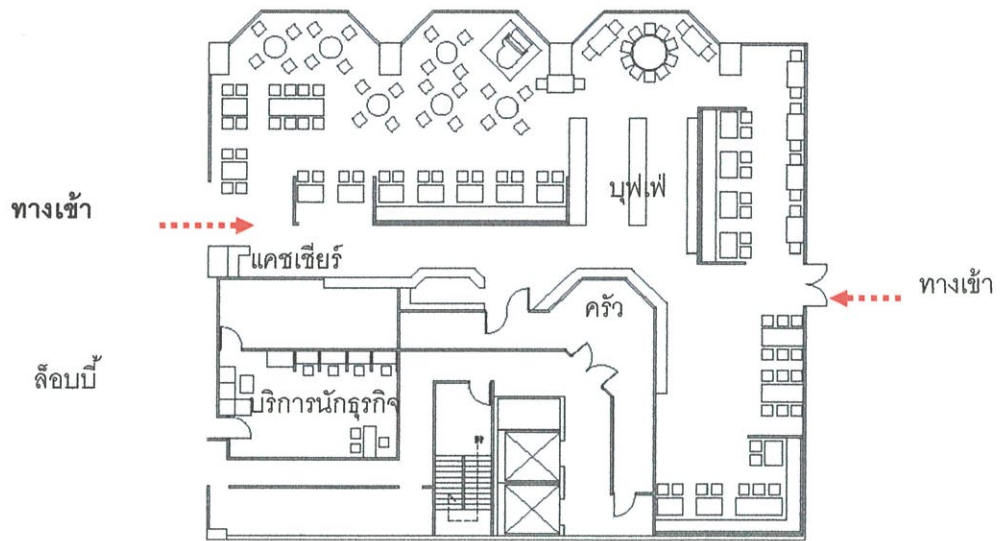 บุฟเฟ่
ทางเข้า
แคชเชียร์
ทางเข้า
ครัว
ล็อบบี้
บริการนักธุรกิจ